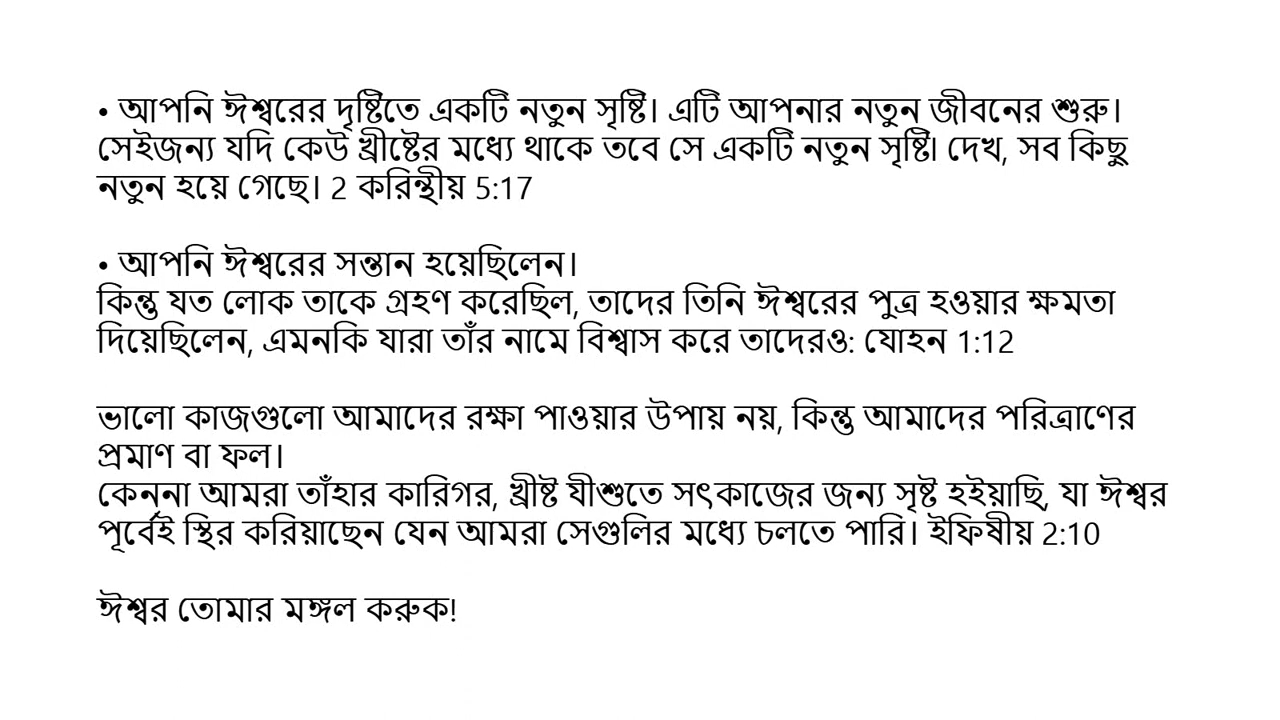 • আপনি ঈশ্বরের দৃষ্টিতে একটি নতুন সৃষ্টি। এটি আপনার নতুন জীবনের শুরু।
সেইজন্য যদি কেউ খ্রীষ্টের মধ্যে থাকে তবে সে একটি নতুন সৃষ্টি৷ দেখ, সব কিছু
নতুন হয়ে গেছে। 2 করিন্থীয় 5:17
• আপনি ঈশ্বরের সন্তান হয়েছিলেন।
কিন্তু যত লোক তাকে গ্রহণ করেছিল, তাদের তিনি ঈশ্বরের পুত্র হওয়ার ক্ষমতা
দিয়েছিলেন, এমনকি যারা তাঁর নামে বিশ্বাস করে তাদেরও: যোহন 1:12
ভালো কাজগুলো আমাদের রক্ষা পাওয়ার উপায় নয়, কিন্তু আমাদের পরিত্রাণের
প্রমাণ বা ফল।
কেননা আমরা তাঁহার কারিগর, খ্রীষ্ট যীশুতে সৎকাজের জন্য সৃষ্ট হইয়াছি, যা ঈশ্বর
পূর্বেই স্থির করিয়াছেন যেন আমরা সেগুলির মধ্যে চলতে পারি। ইফিষীয় 2:10
ঈশ্বর তোমার মঙ্গল করুক!